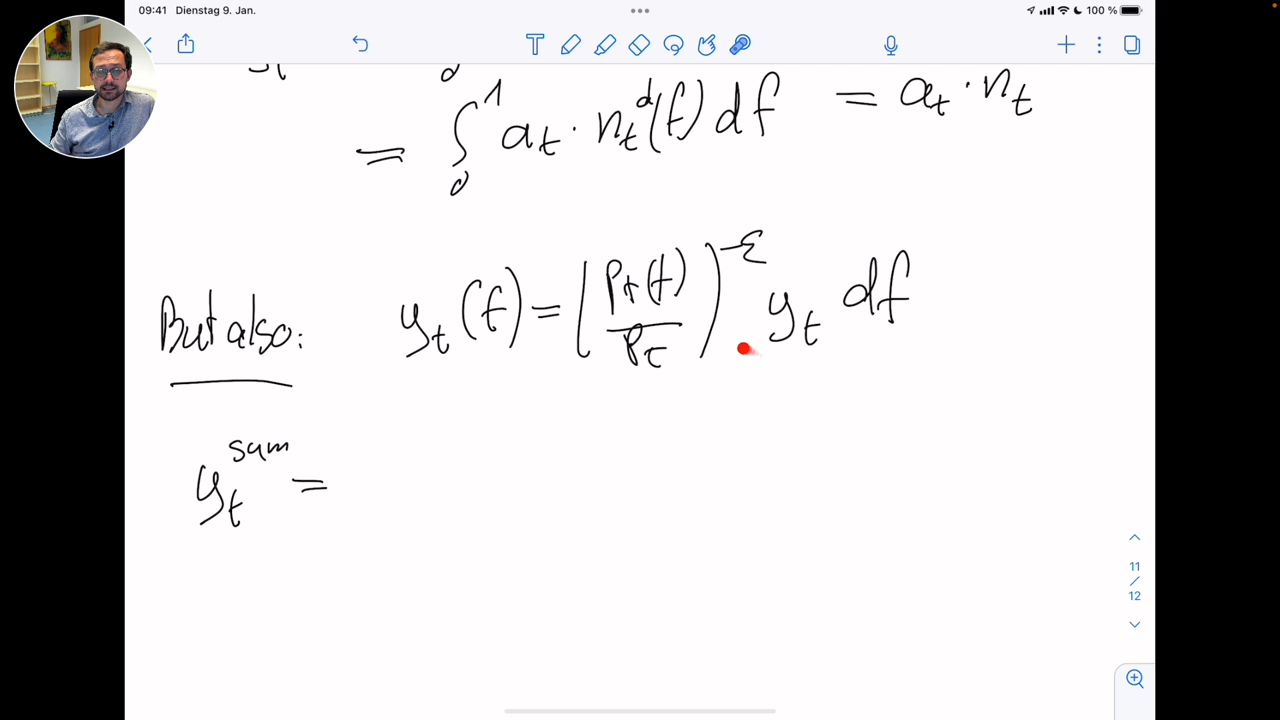 09:41 Dienstag 9. Jan. 100 %
= ∫₀¹ aₜ · nₜᵈ(f) df = aₜ · nₜ
But also: yₜ(f) = (pₜ(f)/pₜ)^−ε yₜ df
yₜ^sum =
11
/
12